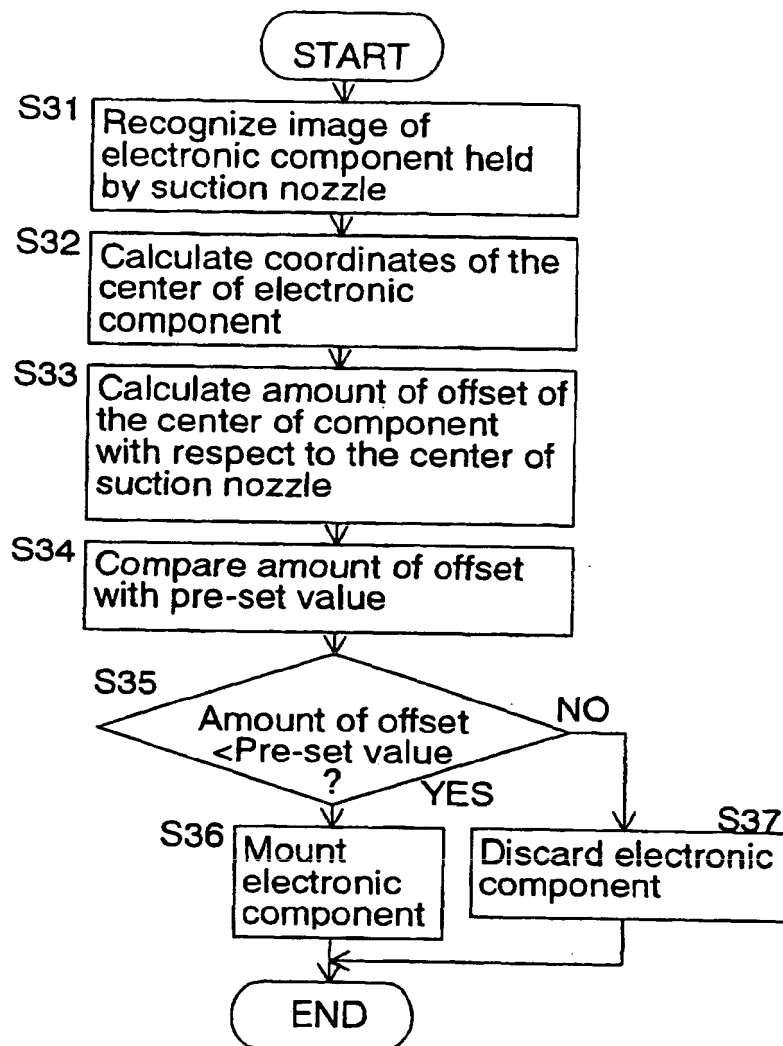 START
S31
Recognize image of
electronic component held
by suction nozzle
S32
Calculate coordinates of the
center of electronic
component
S33
Calculate amount of offset of
the center of component
with respect to the center of
suction nozzle
S34
Compare amount of offset
with pre-set value
S35
Amount of offset
<Pre-set value
?
NO
YES
S36
Mount
electronic
component
S37
Discard electronic
component
END